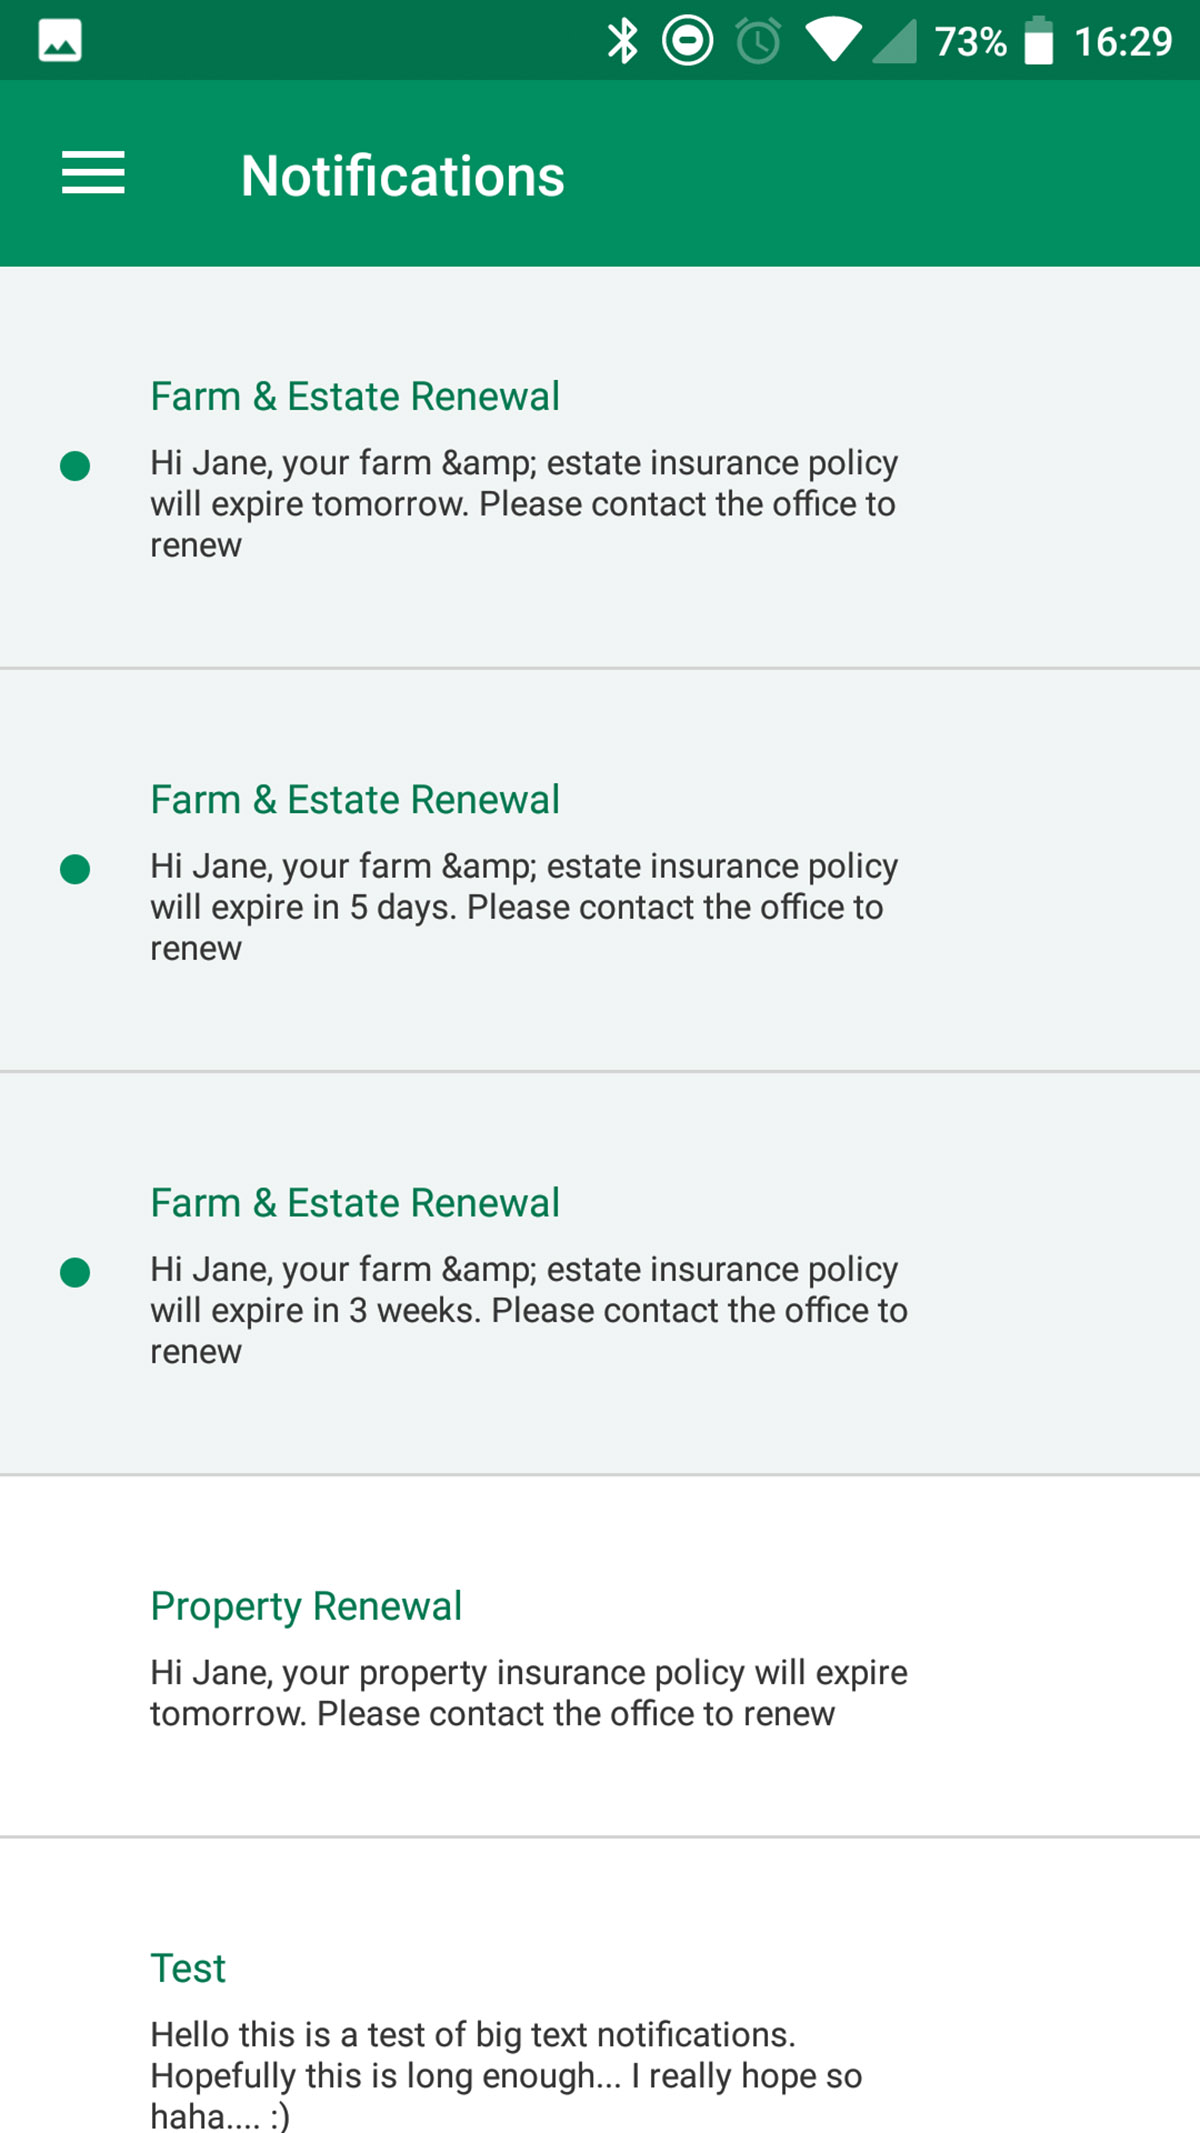 73% 16:29
Notifications
Farm & Estate Renewal
Hi Jane, your farm &amp; estate insurance policy
will expire tomorrow. Please contact the office to
renew
Farm & Estate Renewal
Hi Jane, your farm &amp; estate insurance policy
will expire in 5 days. Please contact the office to
renew
Farm & Estate Renewal
Hi Jane, your farm &amp; estate insurance policy
will expire in 3 weeks. Please contact the office to
renew
Property Renewal
Hi Jane, your property insurance policy will expire
tomorrow. Please contact the office to renew
Test
Hello this is a test of big text notifications.
Hopefully this is long enough... I really hope so
haha.... :)